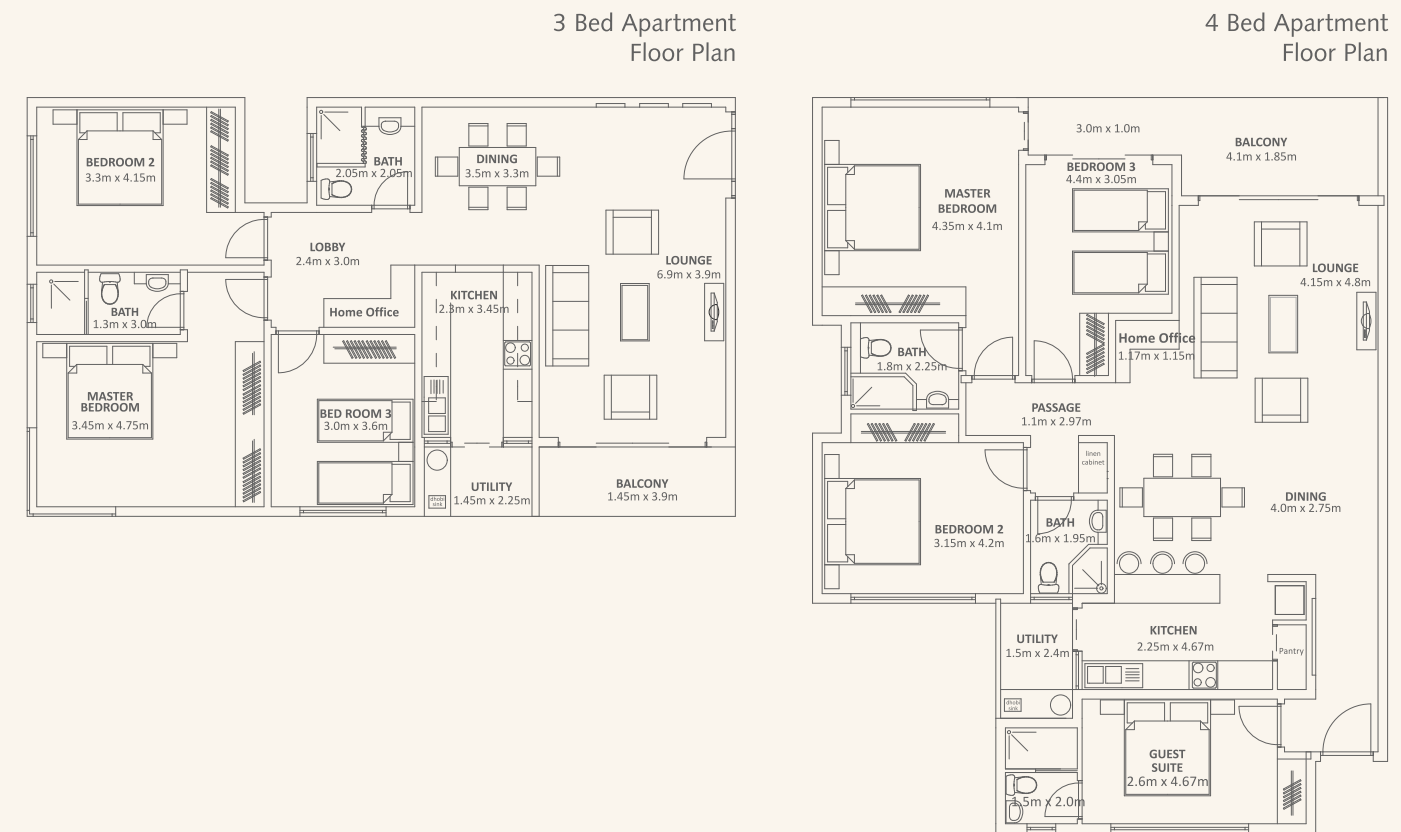 3 Bed Apartment
Floor Plan
BEDROOM 2
3.3m x 4.15m
BATH
2.05m x 2.05m
DINING
3.5m x 3.3m
LOBBY
2.4m x 3.0m
LOUNGE
6.9m x 3.9m
KITCHEN
2.3m x 3.45m
BATH
1.3m x 3.0m
Home Office
MASTER
BEDROOM
3.45m x 4.75m
BED ROOM 3
3.0m x 3.6m
dhobi
sink
UTILITY
1.45m x 2.25m
BALCONY
1.45m x 3.9m
4 Bed Apartment
Floor Plan
3.0m x 1.0m
BALCONY
4.1m x 1.85m
BEDROOM 3
4.4m x 3.05m
MASTER
BEDROOM
4.35m x 4.1m
LOUNGE
4.15m x 4.8m
Home Office
1.17m x 1.15m
BATH
1.8m x 2.25m
PASSAGE
1.1m x 2.97m
linen
cabinet
DINING
4.0m x 2.75m
BEDROOM 2
3.15m x 4.2m
BATH
1.6m x 1.95m
UTILITY
1.5m x 2.4m
KITCHEN
2.25m x 4.67m
Pantry
dhobi
sink
GUEST
SUITE
2.6m x 4.67m
1.5m x 2.0m